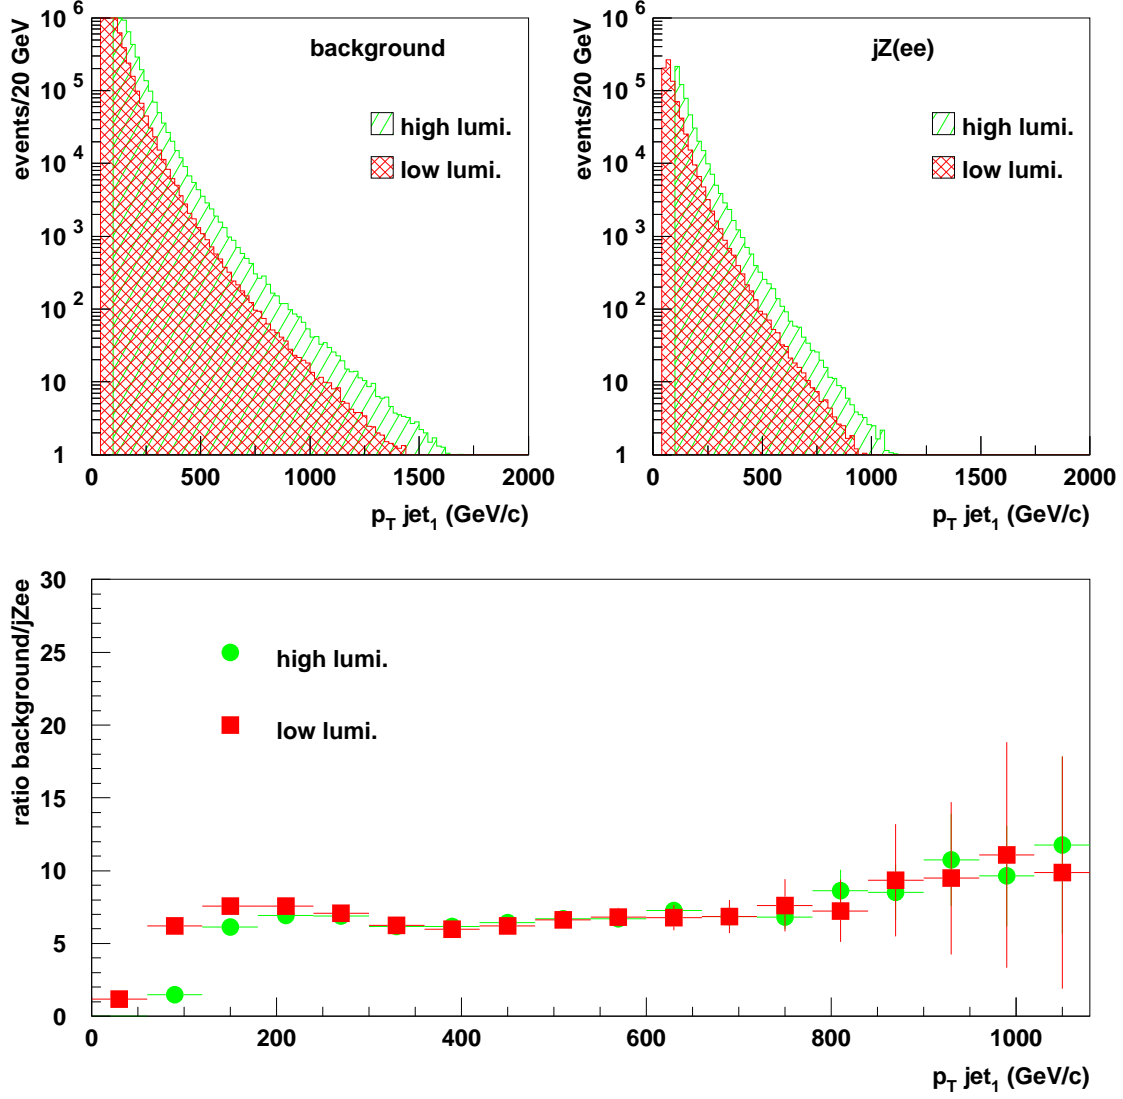 background
high lumi.
low lumi.
events/20 GeV
10 6
10 5
10 4
10 3
10 2
10
1
0 500 1000 1500 2000
p_T jet_1 (GeV/c)
jZ(ee)
high lumi.
low lumi.
events/20 GeV
10 6
10 5
10 4
10 3
10 2
10
1
0 500 1000 1500 2000
p_T jet_1 (GeV/c)
ratio background/jZee
30
25
20
15
10
5
0
high lumi.
low lumi.
0 200 400 600 800 1000
p_T jet_1 (GeV/c)